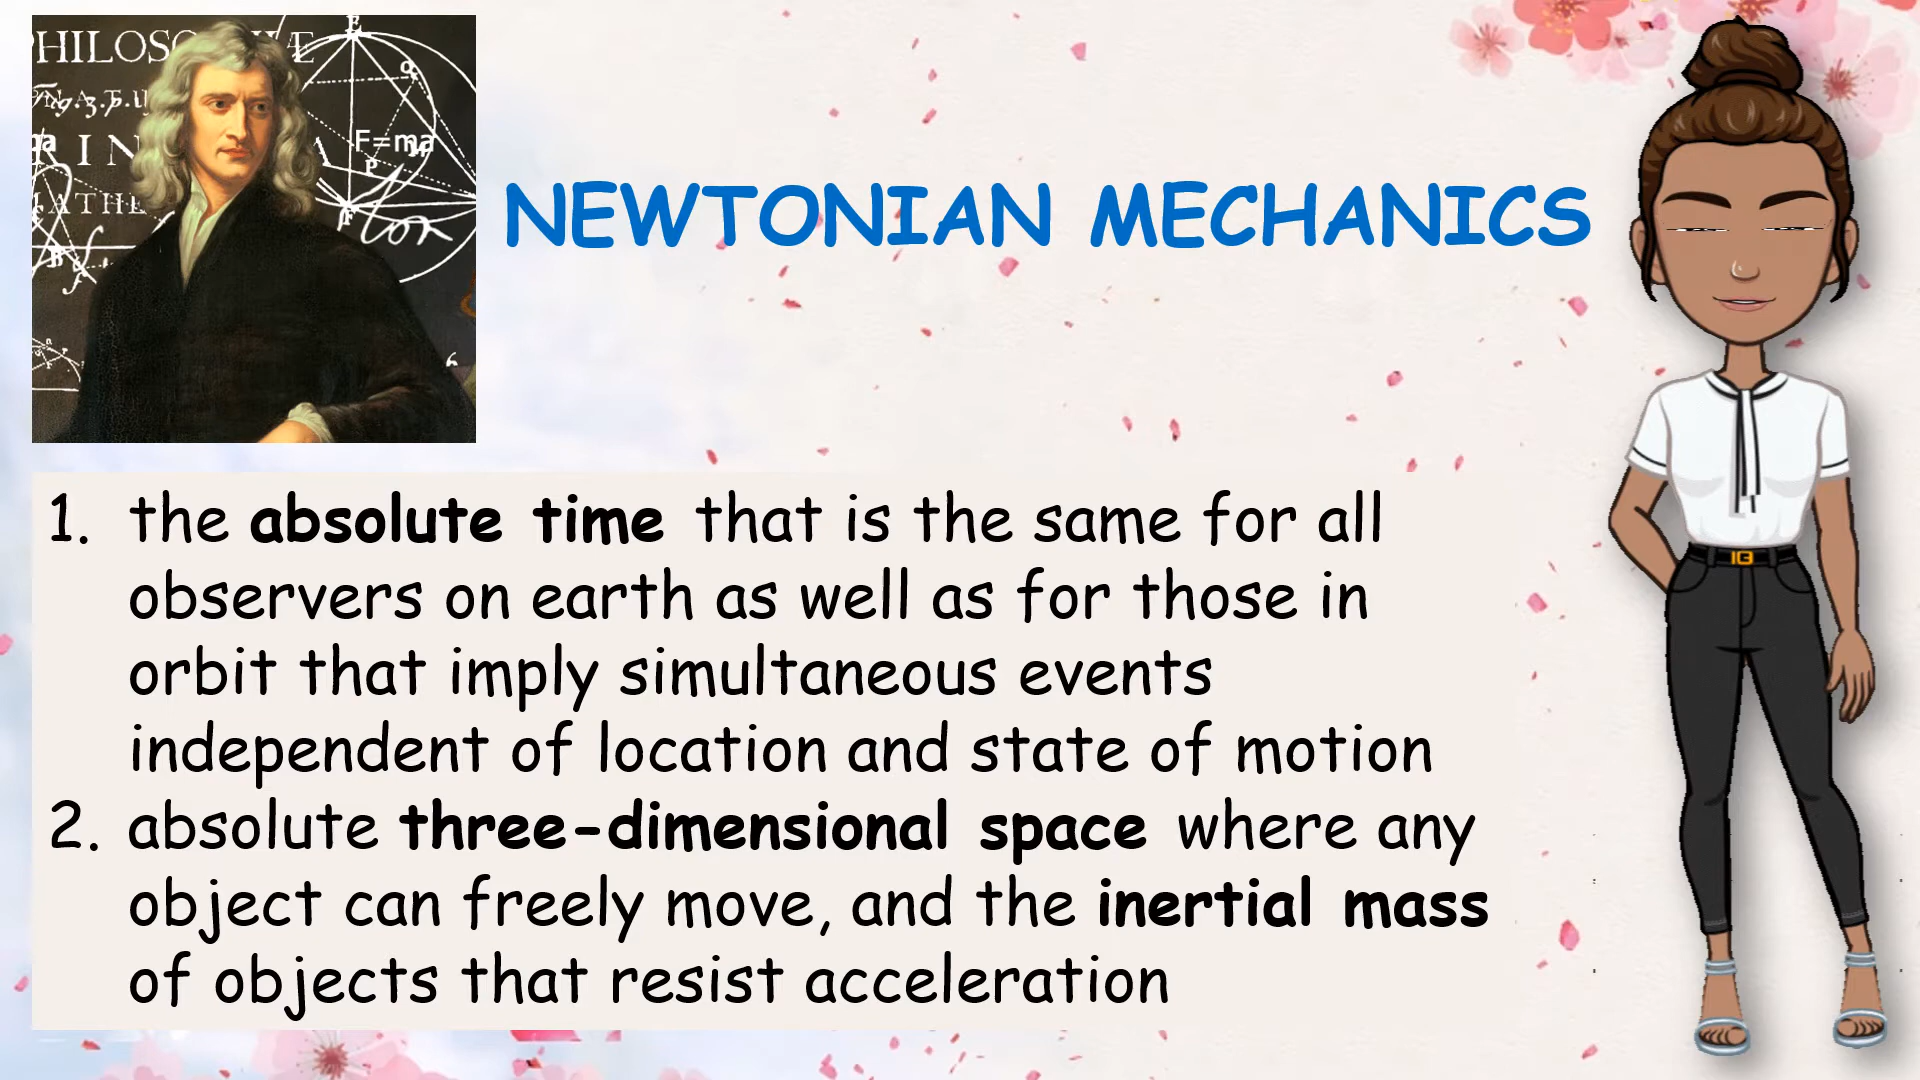 NEWTONIAN MECHANICS
F=ma
1. the absolute time that is the same for all
observers on earth as well as for those in
orbit that imply simultaneous events
independent of location and state of motion
2. absolute three-dimensional space where any
object can freely move, and the inertial mass
of objects that resist acceleration